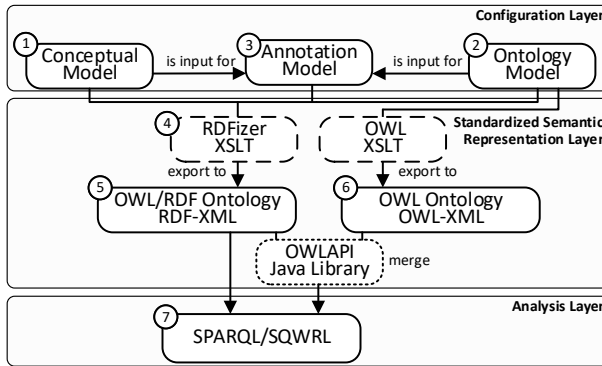 Configuration Layer
1
Conceptual
Model
is input for
3
Annotation
Model
is input for
2
Ontology
Model
Standardized Semantic
Representation Layer
4
RDFizer
XSLT
OWL
XSLT
export to
export to
5
OWL/RDF Ontology
RDF-XML
6
OWL Ontology
OWL-XML
OWLAPI
Java Library
merge
Analysis Layer
7
SPARQL/SQWRL